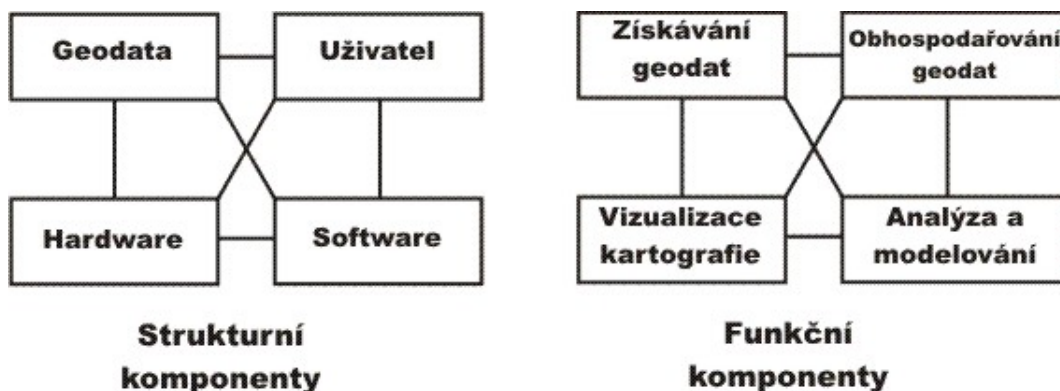 Geodata
Uživatel
Hardware
Software
Strukturní
komponenty
Získávání
geodat
Obhospodařování
geodat
Vizualizace
kartografie
Analýza a
modelování
Funkční
komponenty